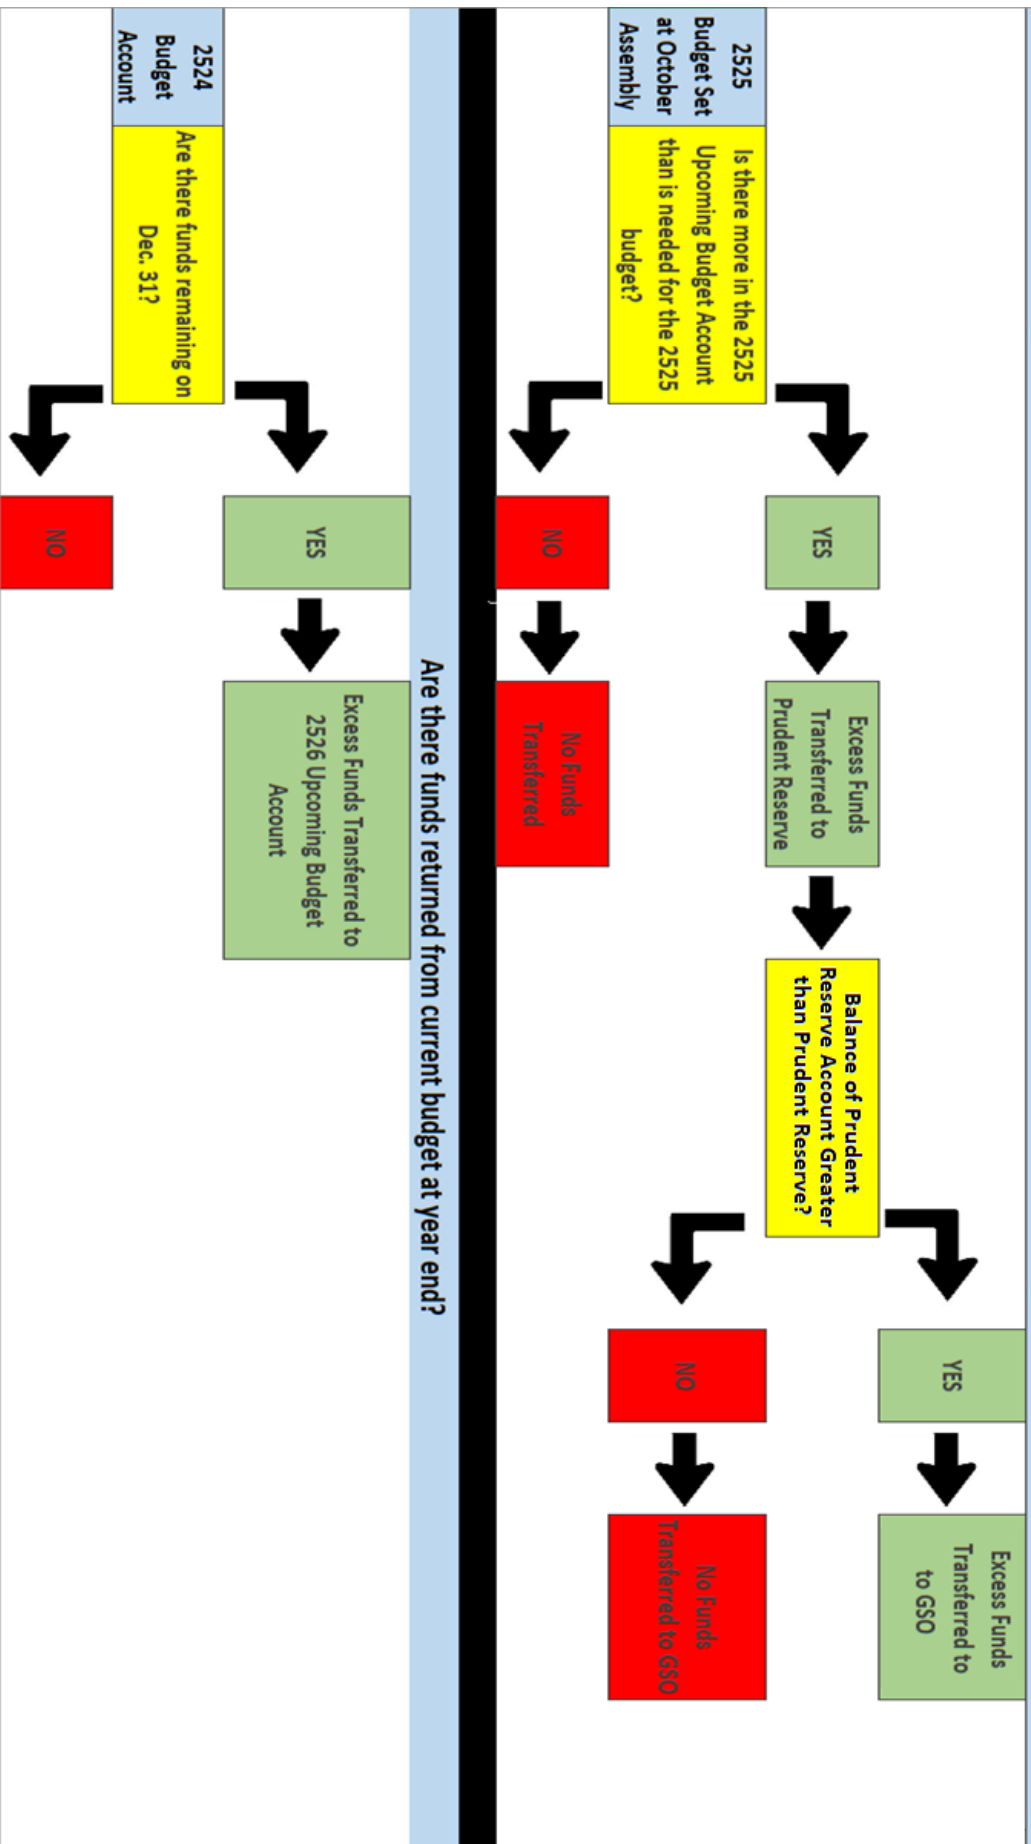 2525
Budget Set
at October
Assembly
Is there more in the 2525
Upcoming Budget Account
than is needed for the 2525
budget?
YES
Excess Funds
Transferred to
Prudent Reserve
Balance of Prudent
Reserve Account Greater
than Prudent Reserve?
YES
Excess Funds
Transferred to
to GSO
NO
No Funds
Transferred to GSO
NO
No Funds
Transferred
Are there funds returned from current budget at year end?
2524
Budget
Account
Are there funds remaining on
Dec. 31?
YES
Excess Funds Transferred to
2526 Upcoming Budget
Account
NO